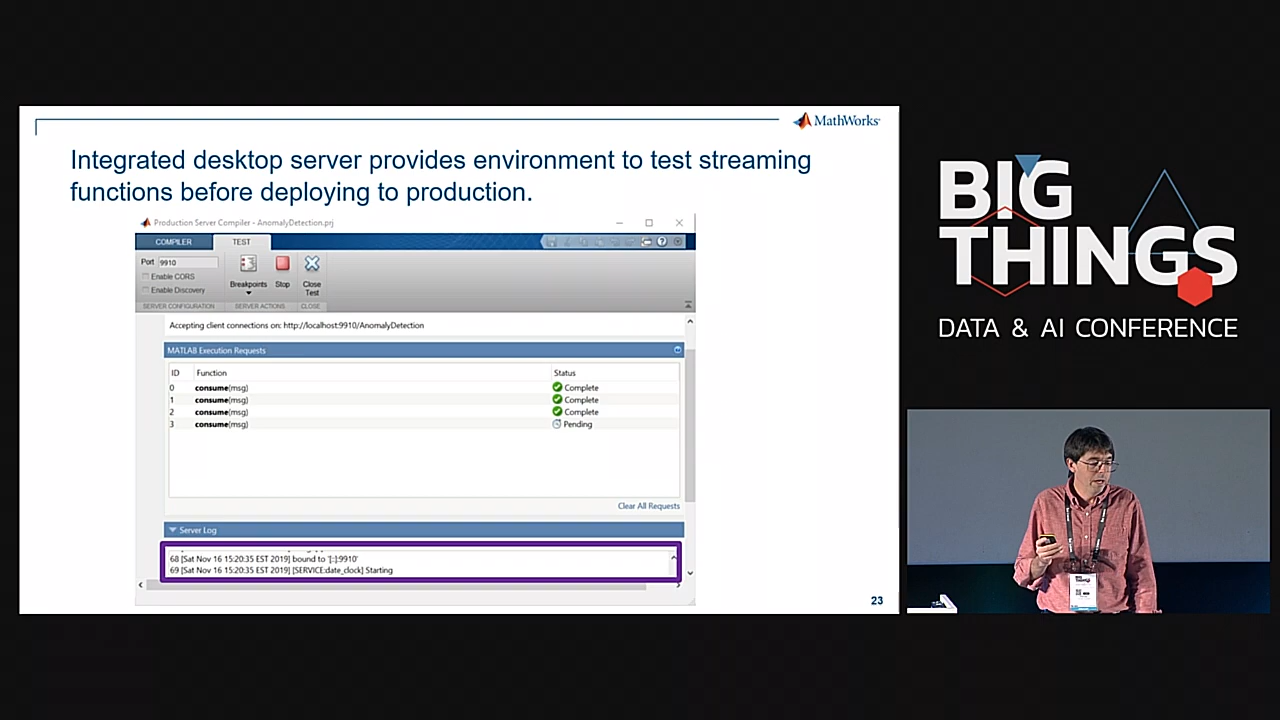 MathWorks
Integrated desktop server provides environment to test streaming
functions before deploying to production.
Production Server Compiler - AnomalyDetection.prj
COMPILER TEST
Port 9910
Enable CORS
Enable Discovery
Breakpoints
Stop
Close
Test
SERVER CONFIGURATION
SERVER ACTIONS
CLOSE
Accepting client connections on: http://localhost:9910/AnomalyDetection
MATLAB Execution Requests
ID Function Status
0 consume(msg) Complete
1 consume(msg) Complete
2 consume(msg) Complete
3 consume(msg) Pending
Clear All Requests
Server Log
68 [Sat Nov 16 15:20:35 EST 2019] bound to '[::]:9910'
69 [Sat Nov 16 15:20:35 EST 2019] [SERVICE:date_clock] Starting
23
BIG
THINGS
DATA & AI CONFERENCE
BIG
THINGS